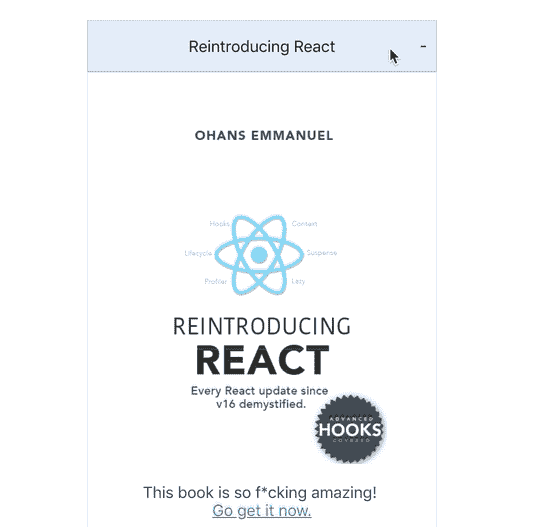 Reintroducing React
-
OHANS EMMANUEL
Hooks
Context
Lifecycle
Suspense
Profiler
Lazy
REINTRODUCING
REACT
Every React update since
v16 demystified.
ADVANCED
HOOKS
COVERED
This book is so f*cking amazing!
Go get it now.